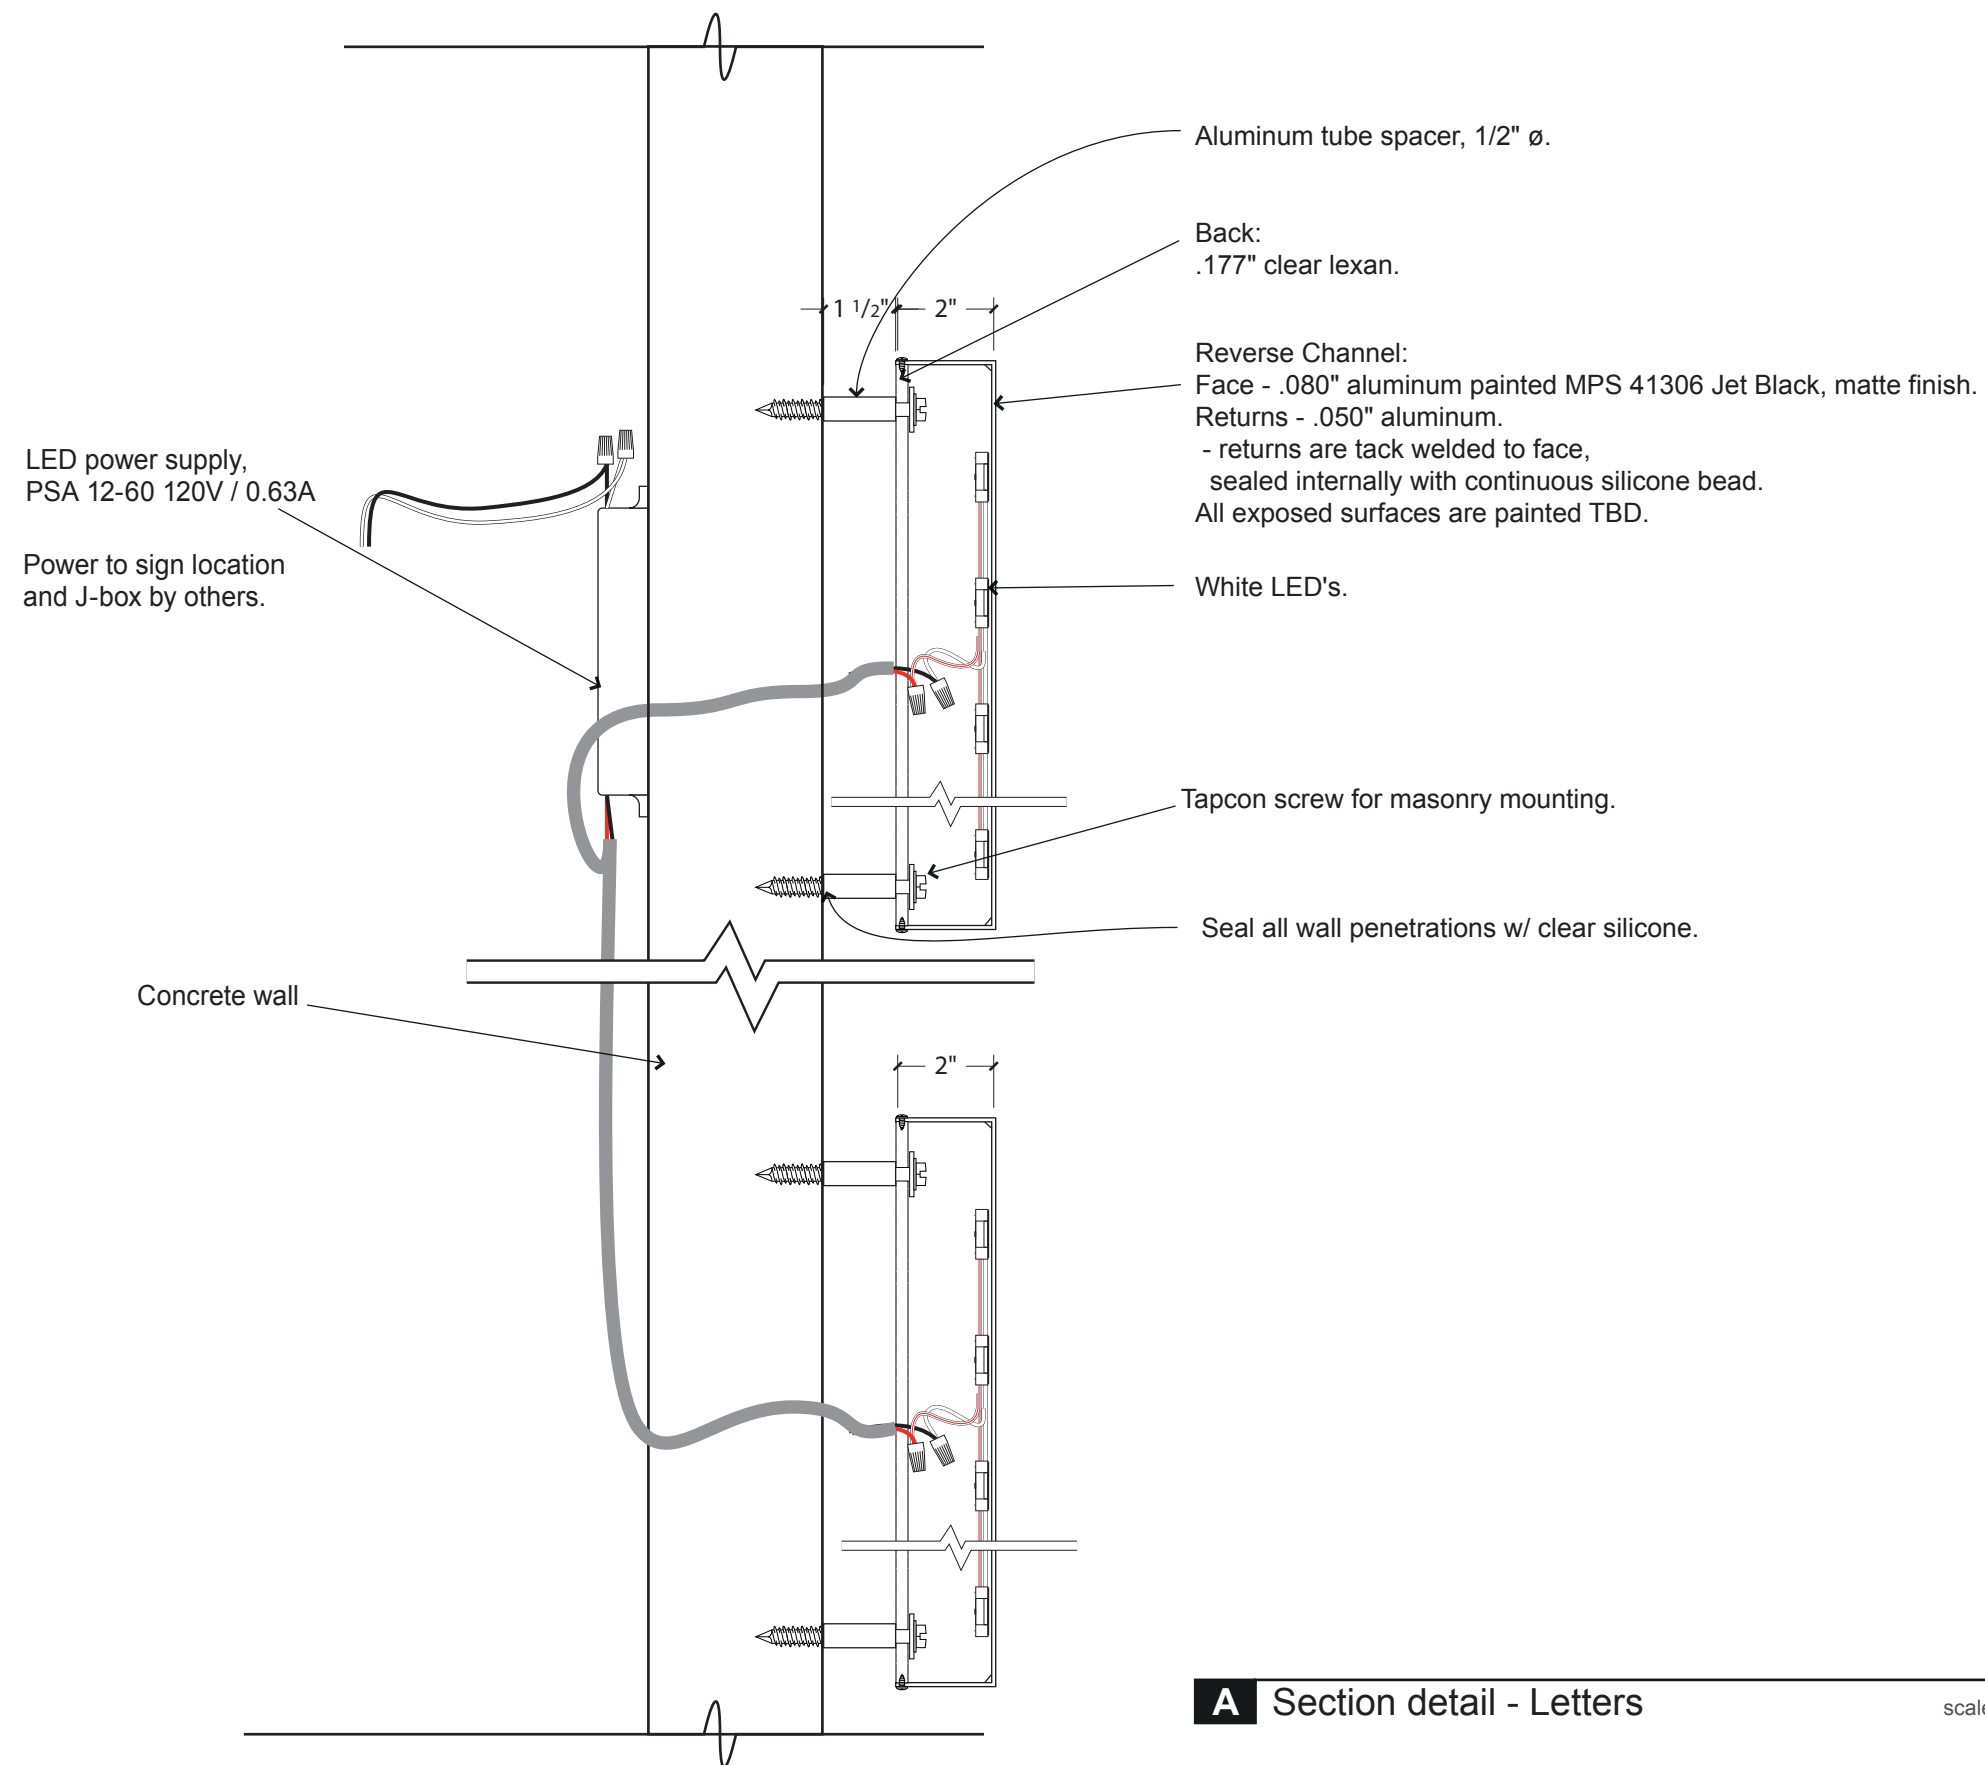 Aluminum tube spacer, 1/2" ø.
Back:
.177" clear lexan.
1 1/2"
2"
Reverse Channel:
Face - .080" aluminum painted MPS 41306 Jet Black, matte finish.
Returns - .050" aluminum.
- returns are tack welded to face,
sealed internally with continuous silicone bead.
All exposed surfaces are painted TBD.
LED power supply,
PSA 12-60 120V / 0.63A
Power to sign location
and J-box by others.
White LED's.
Tapcon screw for masonry mounting.
Seal all wall penetrations w/ clear silicone.
Concrete wall
2"
A Section detail - Letters
scale